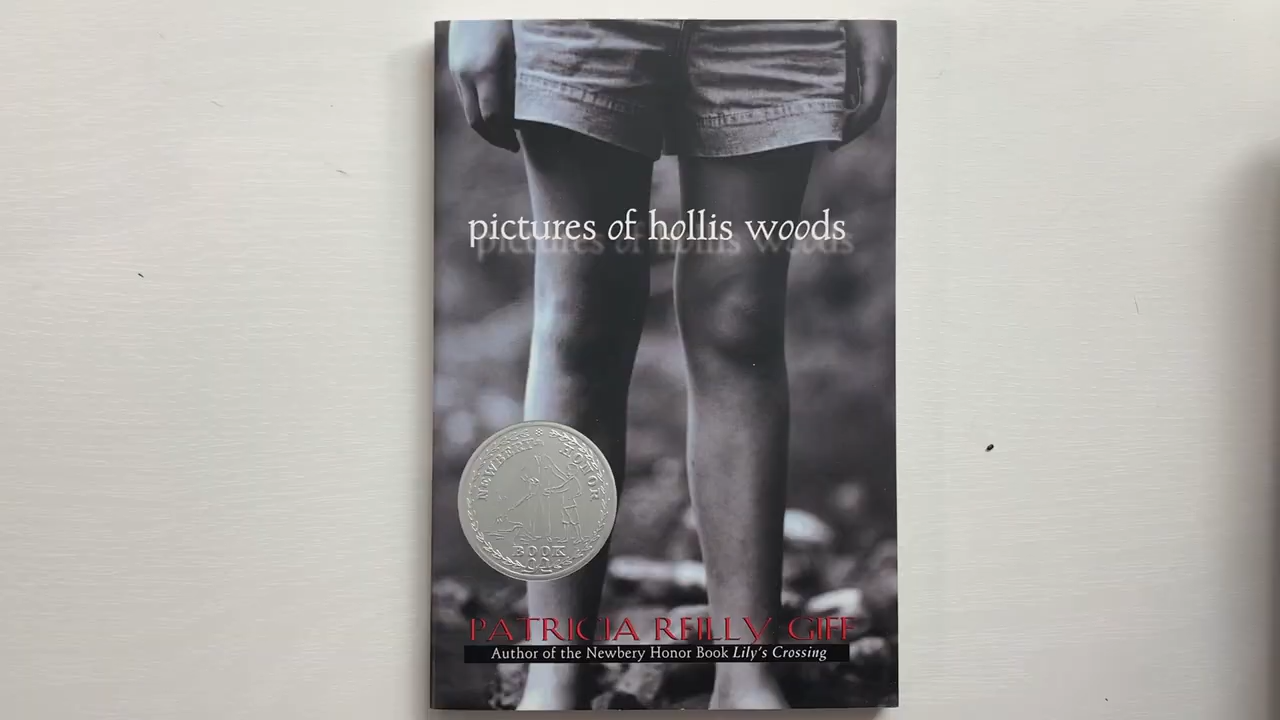 pictures of hollis woods
NEWBERY HONOR
BOOK
PATRICIA REILLY GIFF
Author of the Newbery Honor Book Lily's Crossing